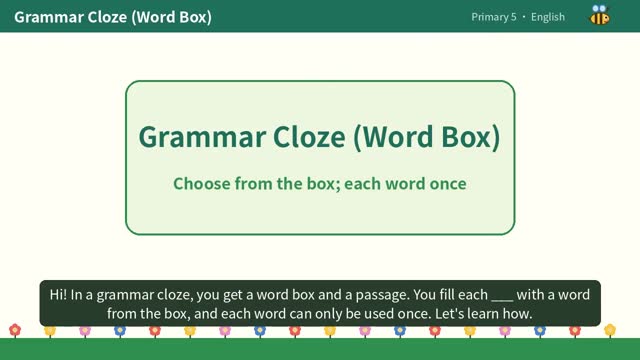 Grammar Cloze (Word Box)
Primary 5 · English
Grammar Cloze (Word Box)
Choose from the box; each word once
Hi! In a grammar cloze, you get a word box and a passage. You fill each ___ with a word
from the box, and each word can only be used once. Let's learn how.